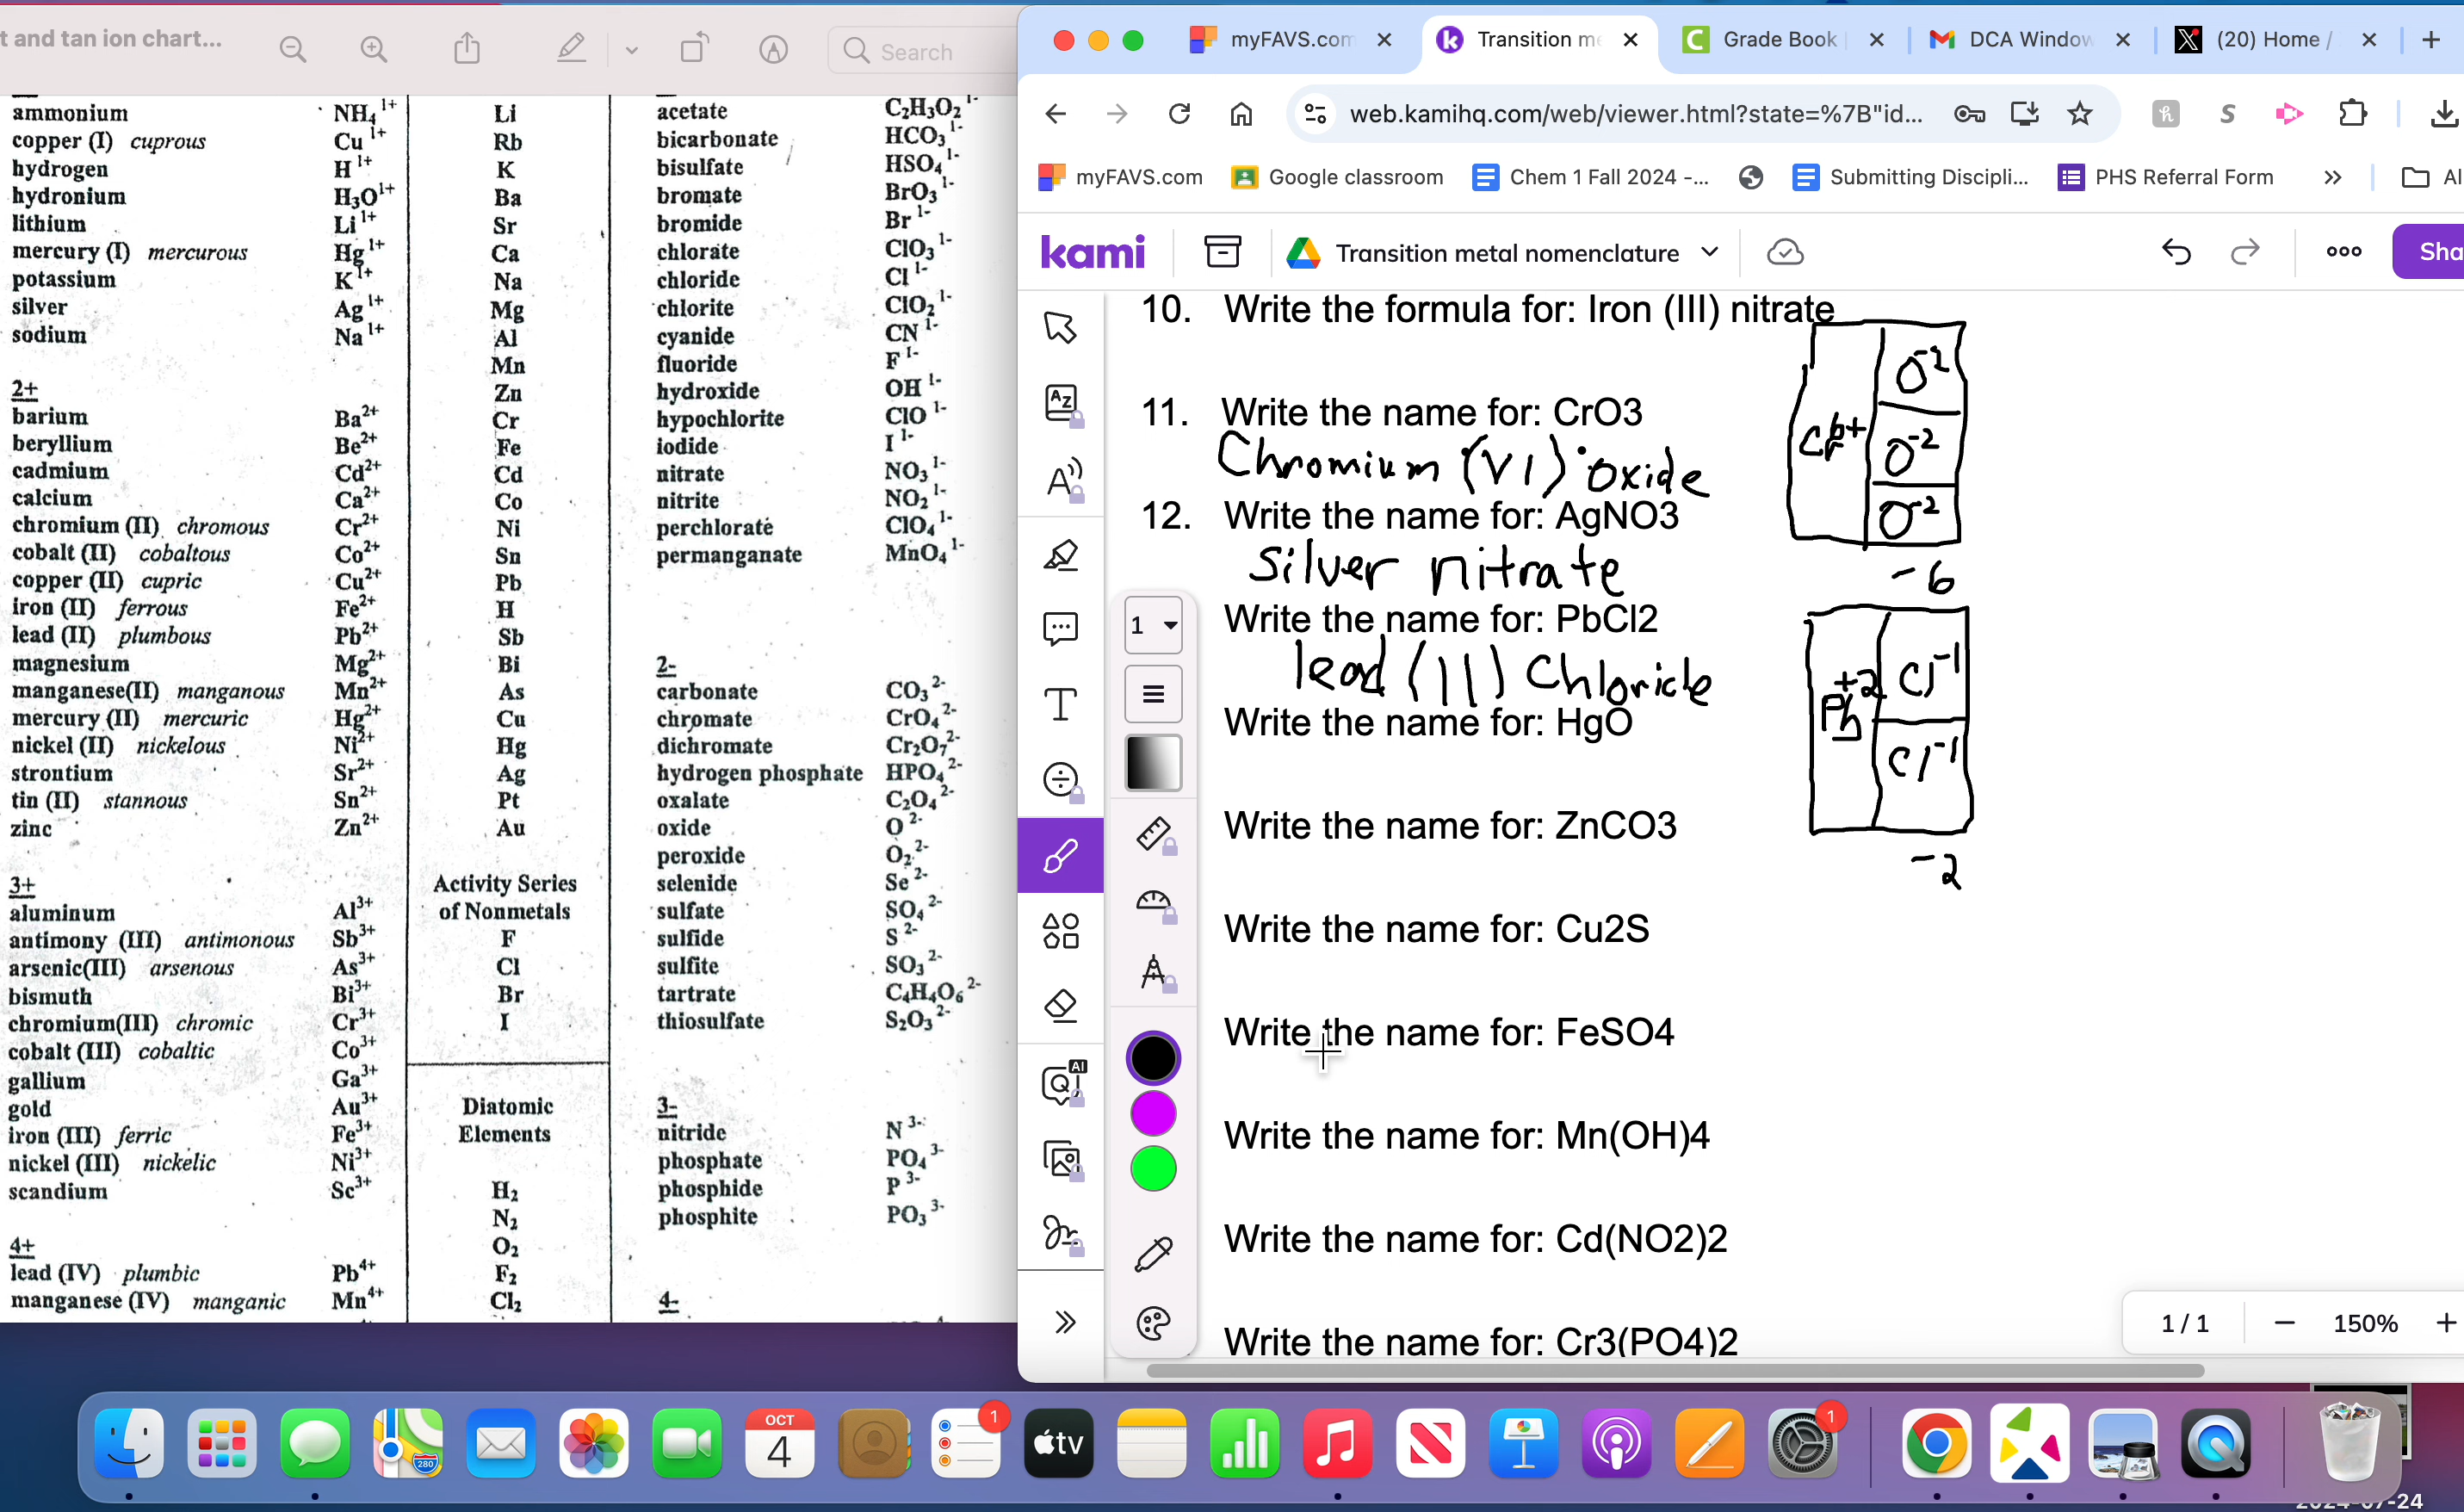 t and tan ion chart...
Search
ammonium NH₄ ¹⁺
copper (I) cuprous Cu ¹⁺
hydrogen H ¹⁺
hydronium H₃O¹⁺
lithium Li ¹⁺
mercury (I) mercurous Hg ¹⁺
potassium K ¹⁺
silver Ag ¹⁺
sodium Na ¹⁺
2+
barium Ba²⁺
beryllium Be²⁺
cadmium Cd²⁺
calcium Ca²⁺
chromium (II) chromous Cr²⁺
cobalt (II) cobaltous Co²⁺
copper (II) cupric Cu²⁺
iron (II) ferrous Fe²⁺
lead (II) plumbous Pb²⁺
magnesium Mg²⁺
manganese(II) manganous Mn²⁺
mercury (II) mercuric Hg²⁺
nickel (II) nickelous Ni²⁺
strontium Sr²⁺
tin (II) stannous Sn²⁺
zinc Zn²⁺
3+
aluminum Al³⁺
antimony (III) antimonous Sb³⁺
arsenic(III) arsenous As³⁺
bismuth Bi³⁺
chromium(III) chromic Cr³⁺
cobalt (III) cobaltic Co³⁺
gallium Ga³⁺
gold Au³⁺
iron (III) ferric Fe³⁺
nickel (III) nickelic Ni³⁺
scandium Sc³⁺
4+
lead (IV) plumbic Pb⁴⁺
manganese (IV) manganic Mn⁴⁺
Li
Rb
K
Ba
Sr
Ca
Na
Mg
Al
Mn
Zn
Cr
Fe
Cd
Co
Ni
Sn
Pb
H
Sb
Bi
As
Cu
Hg
Ag
Pt
Au
Activity Series
of Nonmetals
F
Cl
Br
I
Diatomic
Elements
H₂
N₂
O₂
F₂
Cl₂
acetate C₂H₃O₂ ¹⁻
bicarbonate HCO₃ ¹⁻
bisulfate HSO₄ ¹⁻
bromate BrO₃ ¹⁻
bromide Br ¹⁻
chlorate ClO₃ ¹⁻
chloride Cl ¹⁻
chlorite ClO₂ ¹⁻
cyanide CN ¹⁻
fluoride F ¹⁻
hydroxide OH ¹⁻
hypochlorite ClO ¹⁻
iodide I ¹⁻
nitrate NO₃ ¹⁻
nitrite NO₂ ¹⁻
perchlorate ClO₄ ¹⁻
permanganate MnO₄ ¹⁻
2-
carbonate CO₃ ²⁻
chromate CrO₄ ²⁻
dichromate Cr₂O₇²⁻
hydrogen phosphate HPO₄ ²⁻
oxalate C₂O₄ ²⁻
oxide O ²⁻
peroxide O₂ ²⁻
selenide Se ²⁻
sulfate SO₄ ²⁻
sulfide S ²⁻
sulfite SO₃ ²⁻
tartrate C₄H₄O₆ ²⁻
thiosulfate S₂O₃ ²⁻
3-
nitride N ³⁻
phosphate PO₄ ³⁻
phosphide P ³⁻
phosphite PO₃ ³⁻
4-
myFAVS.com Transition me Grade Book DCA Window (20) Home /
web.kamihq.com/web/viewer.html?state=%7B"id...
myFAVS.com Google classroom Chem 1 Fall 2024 -... Submitting Discipli... PHS Referral Form » Al
kami Transition metal nomenclature Sha
10. Write the formula for: Iron (III) nitrate
11. Write the name for: CrO3
Chromium (VI) oxide
12. Write the name for: AgNO3
Silver nitrate
Write the name for: PbCl2
lead (II) Chloride
Write the name for: HgO
Write the name for: ZnCO3
Write the name for: Cu2S
Write the name for: FeSO4
Write the name for: Mn(OH)4
Write the name for: Cd(NO2)2
Write the name for: Cr3(PO4)2
Cr 6+
O⁻²
O⁻²
O⁻²
-6
Pb +2
Cl⁻¹
Cl⁻¹
-2
1
AI
1 / 1 150%
280
OCT
4
1
tv
1
2024-07-24